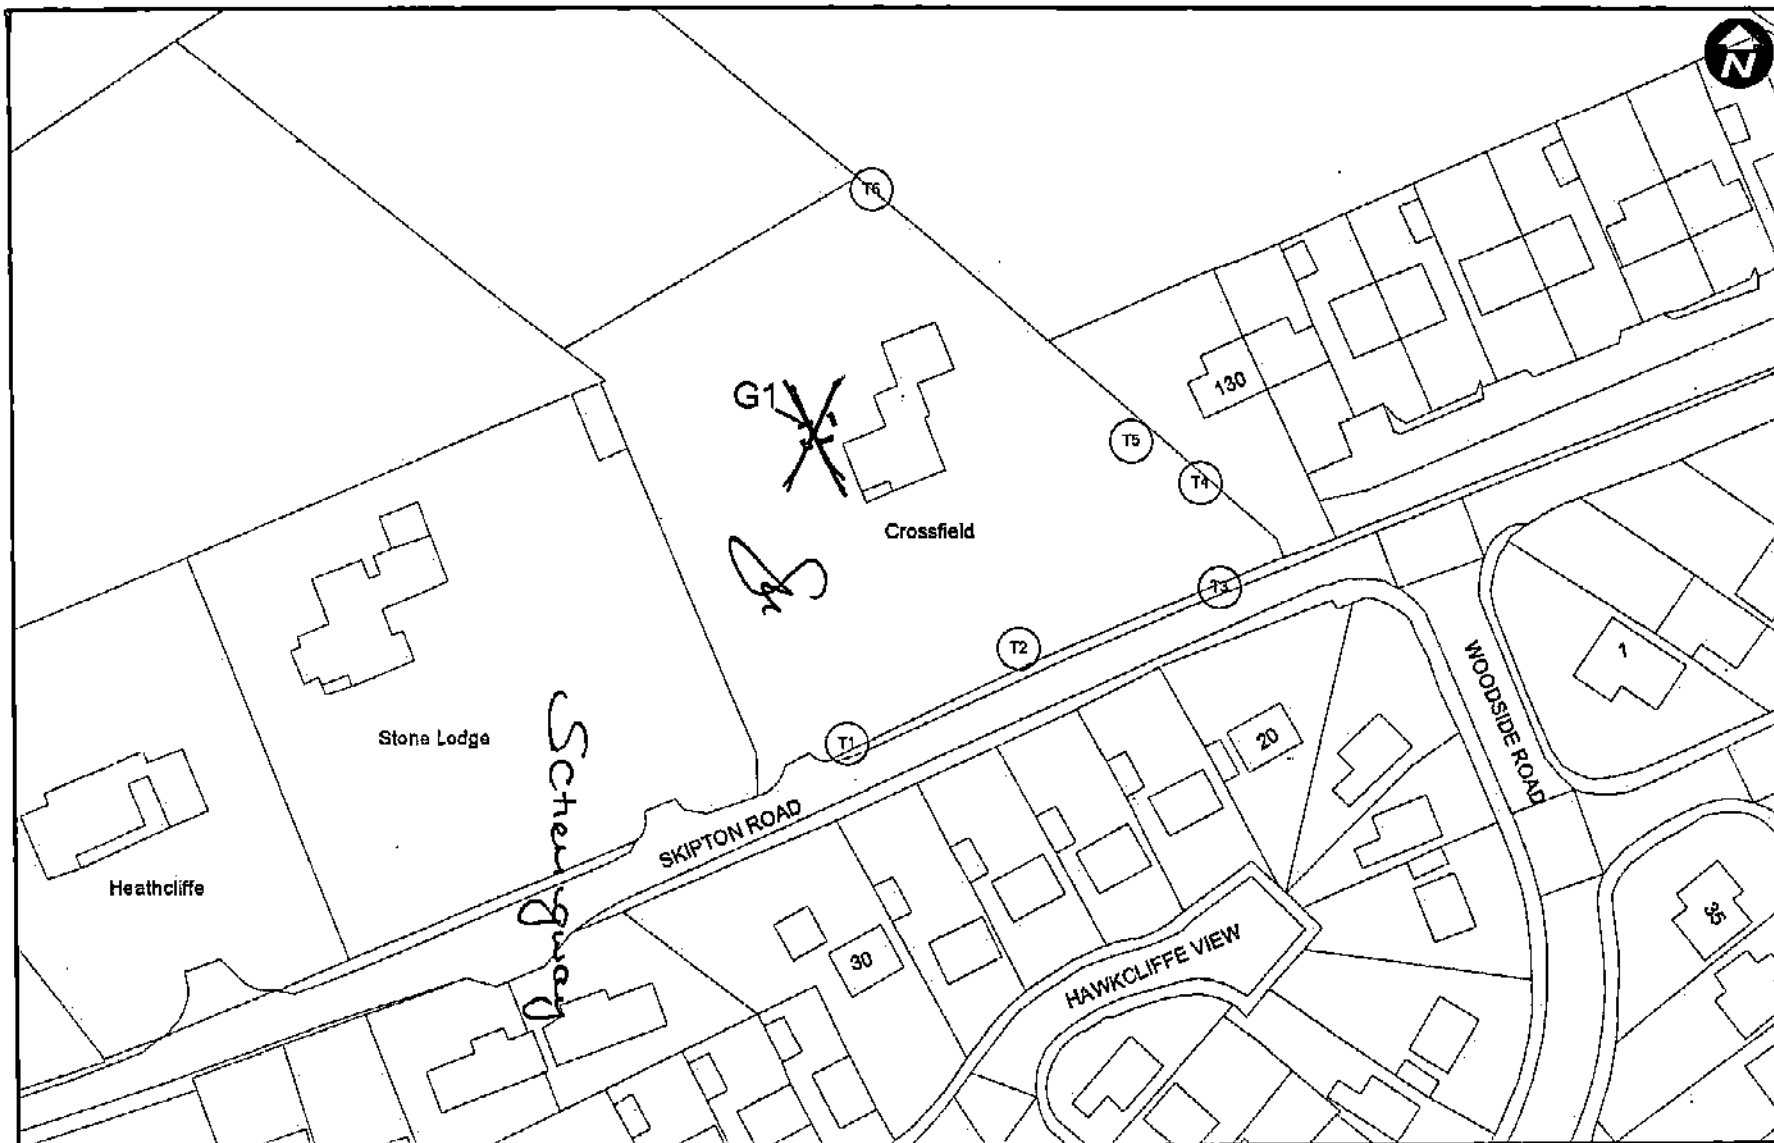 N
T6
G1
130
T5
T4
Crossfield
T3
T2
T1
Stone Lodge
Heathcliffe
SKIPTON ROAD
WOODSIDE ROAD
1
20
30
35
HAWKCLIFFE VIEW